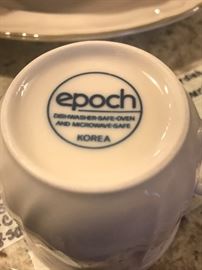 epoch
DISHWASHER-SAFE-OVEN
AND MICROWAVE-SAFE
KOREA